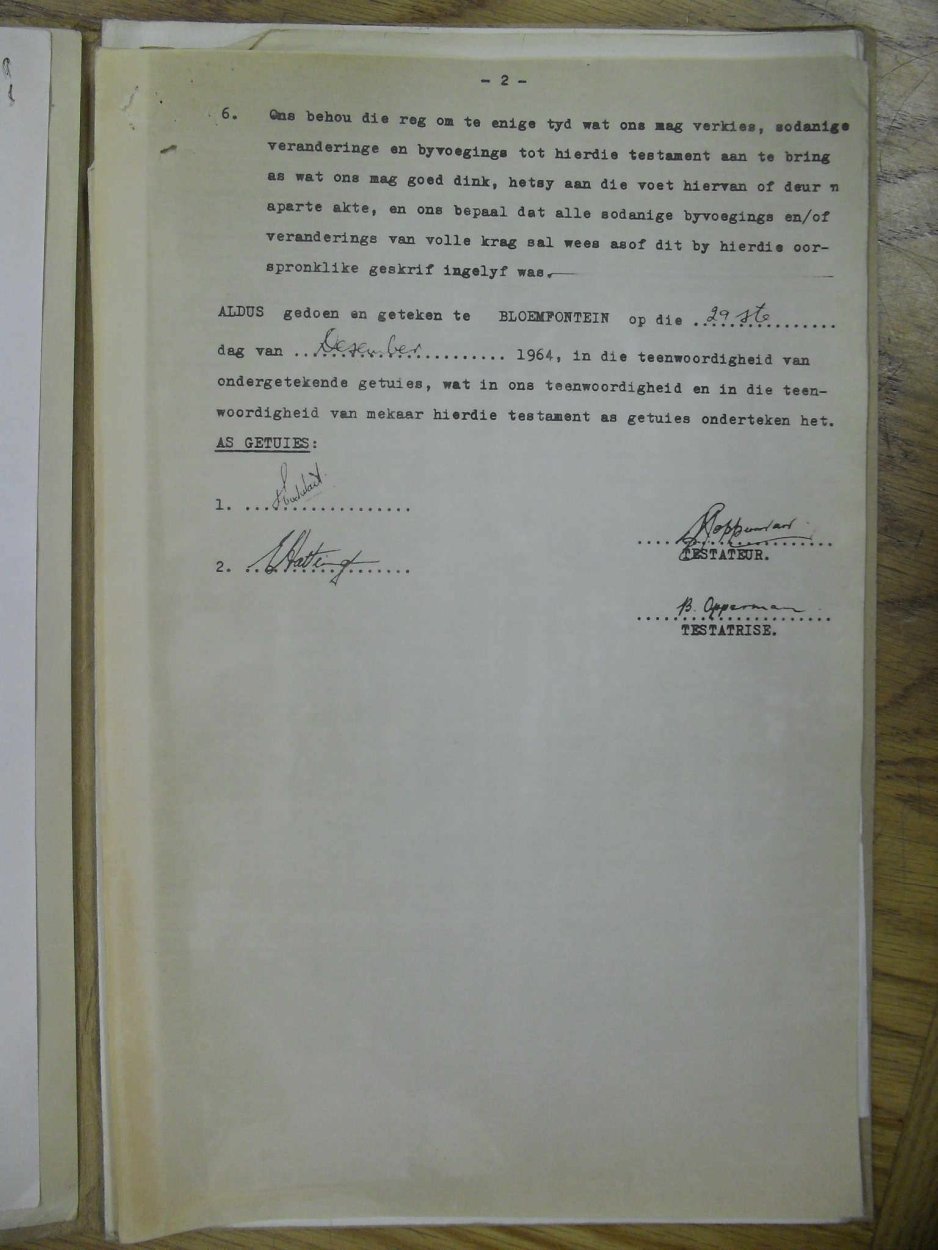 - 2 -
6. Ons behou die reg om te enige tyd wat ons mag verkies, sodanige
veranderinge en byvoegings tot hierdie testament aan te bring
as wat ons mag goed dink, hetsy aan die voet hiervan of deur 'n
aparte akte, en ons bepaal dat alle sodanige byvoegings en/of
veranderings van volle krag sal wees asof dit by hierdie oor-
spronklike geskrif ingelyf was.
ALDUS gedoen en geteken te BLOEMFONTEIN op die 29ste
dag van Desember 1964, in die teenwoordigheid van
ondergetekende getuies, wat in ons teenwoordigheid en in die teen-
woordigheid van mekaar hierdie testament as getuies onderteken het.
AS GETUIES:
1.
2. Hattingh
Opperman
TESTATEUR.
B. Opperman
TESTATRISE.